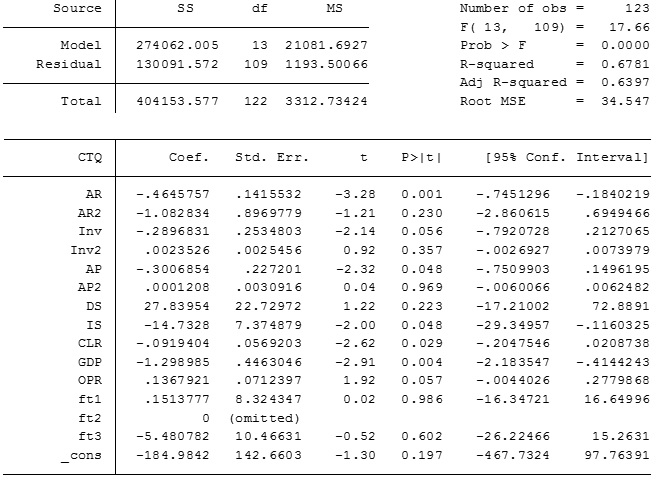 Source SS df MS Number of obs = 123
F( 13, 109) = 17.66
Model 274062.005 13 21081.6927 Prob > F = 0.0000
Residual 130091.572 109 1193.50066 R-squared = 0.6781
Adj R-squared = 0.6397
Total 404153.577 122 3312.73424 Root MSE = 34.547
CTQ Coef. Std. Err. t P>|t| [95% Conf. Interval]
AR -.4645757 .1415532 -3.28 0.001 -.7451296 -.1840219
AR2 -1.082834 .8969779 -1.21 0.230 -2.860615 .6949466
Inv -.2896831 .2534803 -2.14 0.056 -.7920728 .2127065
Inv2 .0023526 .0025456 0.92 0.357 -.0026927 .0073979
AP -.3006854 .227201 -2.32 0.048 -.7509903 .1496195
AP2 .0001208 .0030916 0.04 0.969 -.0060066 .0062482
DS 27.83954 22.72972 1.22 0.223 -17.21002 72.8891
IS -14.7328 7.374879 -2.00 0.048 -29.34957 -.1160325
CLR -.0919404 .0569203 -2.62 0.029 -.2047546 .0208738
GDP -1.298985 .4463046 -2.91 0.004 -2.183547 -.4144243
OPR .1367921 .0712397 1.92 0.057 -.0044026 .2779868
ft1 .1513777 8.324347 0.02 0.986 -16.34721 16.64996
ft2 0 (omitted)
ft3 -5.480782 10.46631 -0.52 0.602 -26.22466 15.2631
_cons -184.9842 142.6603 -1.30 0.197 -467.7324 97.76391